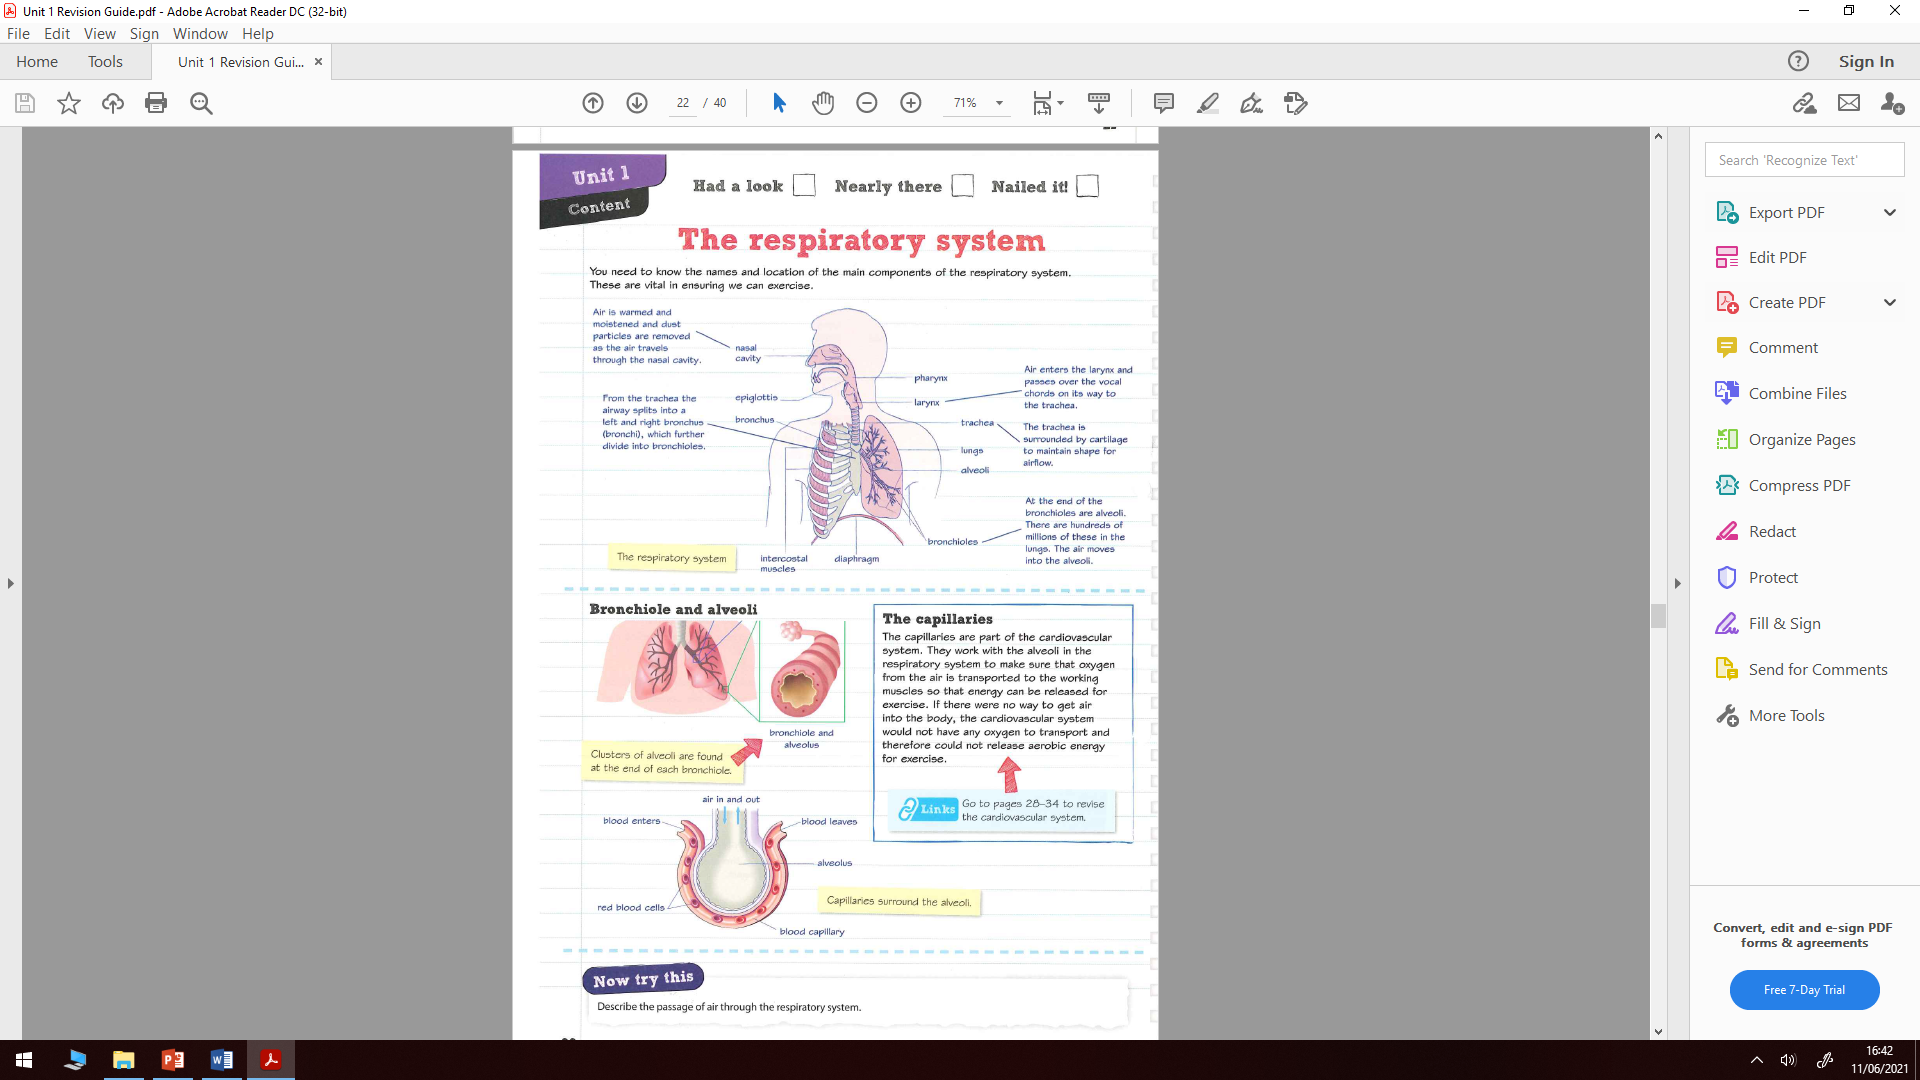 Unit 1 Revision Guide.pdf - Adobe Acrobat Reader DC (32-bit)
File Edit View Sign Window Help
Home Tools Unit 1 Revision Gui... × Sign In
22 / 40 71%
Unit 1
Content
Had a look Nearly there Nailed it!
The respiratory system
You need to know the names and location of the main components of the respiratory system.
These are vital in ensuring we can exercise.
Air is warmed and
moistened and dust
particles are removed
as the air travels
through the nasal cavity.
nasal
cavity
From the trachea the
airway splits into a
left and right bronchus
(bronchi), which further
divide into bronchioles.
epiglottis
bronchus
pharynx
larynx
trachea
lungs
alveoli
bronchioles
Air enters the larynx and
passes over the vocal
chords on its way to
the trachea.
The trachea is
surrounded by cartilage
to maintain shape for
airflow.
At the end of the
bronchioles are alveoli.
There are hundreds of
millions of these in the
lungs. The air moves
into the alveoli.
The respiratory system
intercostal
muscles
diaphragm
Bronchiole and alveoli
bronchiole and
alveolus
Clusters of alveoli are found
at the end of each bronchiole.
air in and out
blood enters
blood leaves
alveolus
red blood cells
blood capillary
Capillaries surround the alveoli.
The capillaries
The capillaries are part of the cardiovascular
system. They work with the alveoli in the
respiratory system to make sure that oxygen
from the air is transported to the working
muscles so that energy can be released for
exercise. If there were no way to get air
into the body, the cardiovascular system
would not have any oxygen to transport and
therefore could not release aerobic energy
for exercise.
Links
Go to pages 28–34 to revise
the cardiovascular system.
Now try this
Describe the passage of air through the respiratory system.
Search 'Recognize Text'
Export PDF
Edit PDF
Create PDF
Comment
Combine Files
Organize Pages
Compress PDF
Redact
Protect
Fill & Sign
Send for Comments
More Tools
Convert, edit and e-sign PDF
forms & agreements
Free 7-Day Trial
16:42
11/06/2021